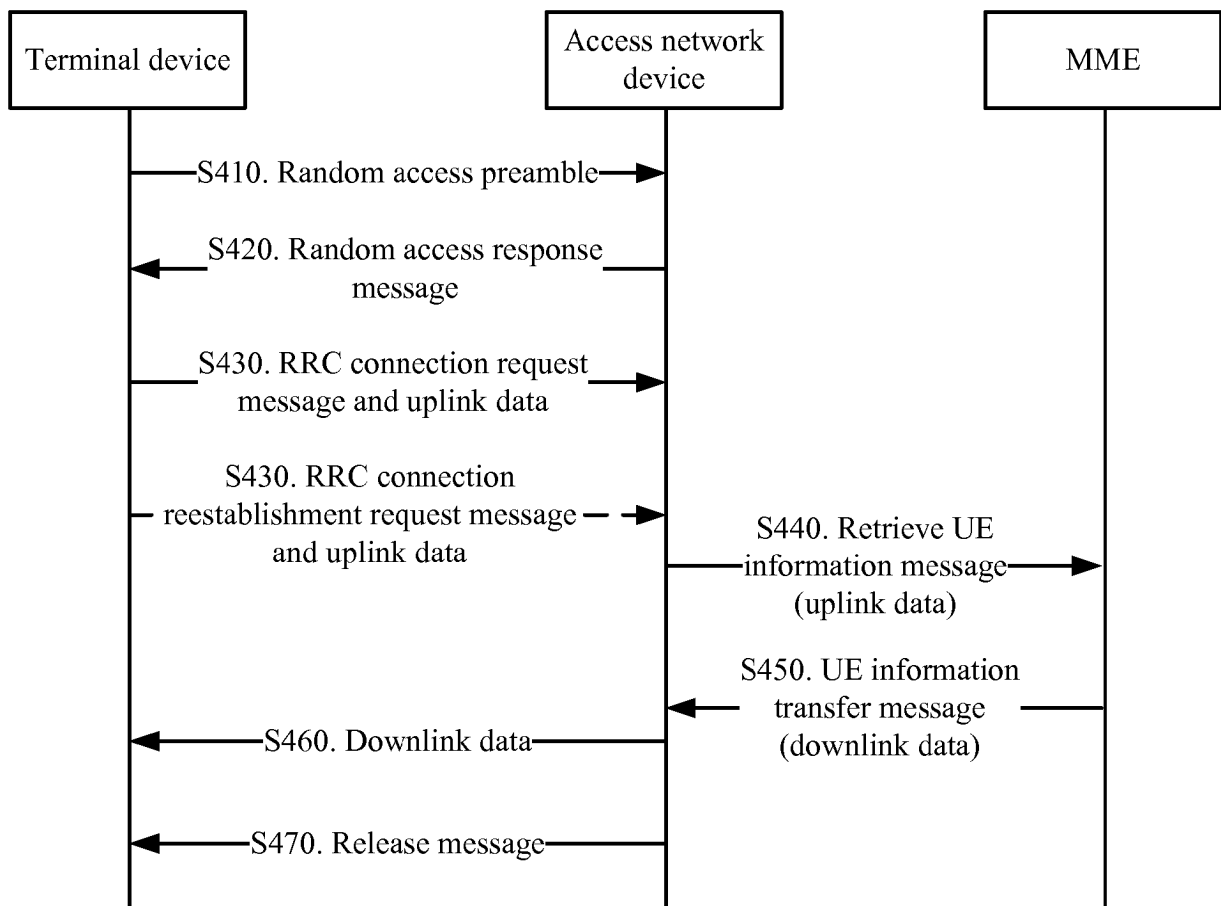 Terminal device
Access network
device
MME
S410. Random access preamble
S420. Random access response
message
S430. RRC connection request
message and uplink data
S430. RRC connection
reestablishment request message
and uplink data
S440. Retrieve UE
information message
(uplink data)
S450. UE information
transfer message
(downlink data)
S460. Downlink data
S470. Release message